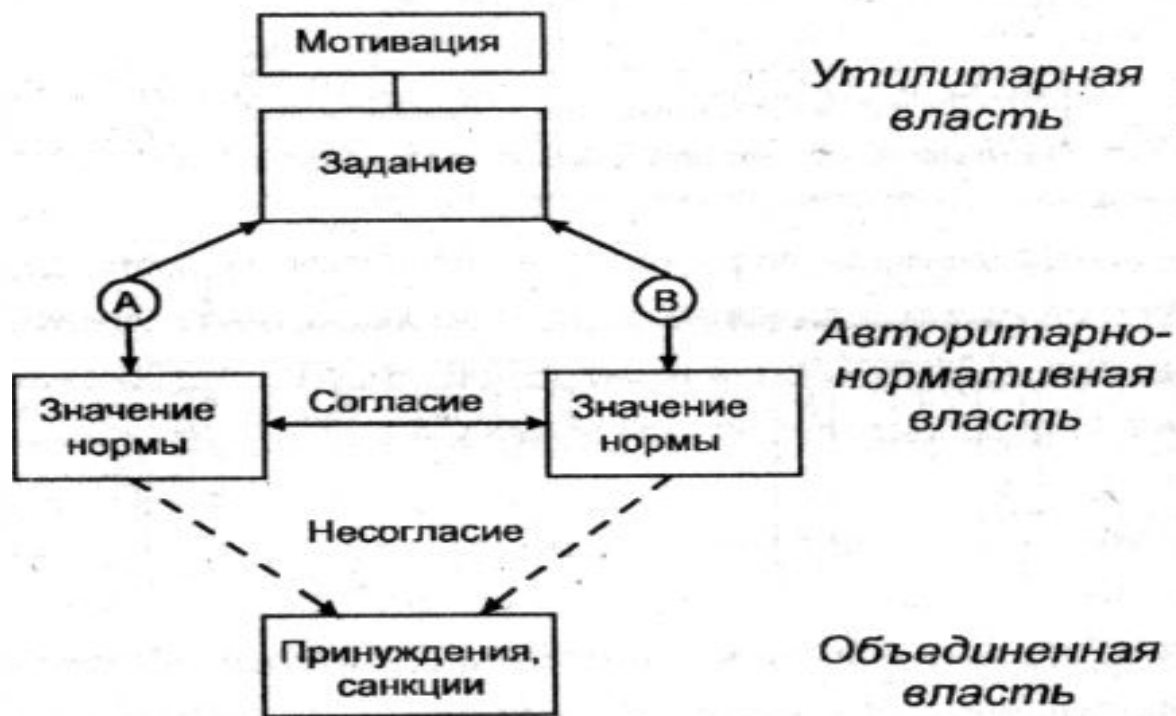 Мотивация
Утилитарная
власть
Задание
А
В
Авторитарно-
нормативная
власть
Значение
нормы
Согласие
Значение
нормы
Несогласие
Принуждения,
санкции
Объединенная
власть